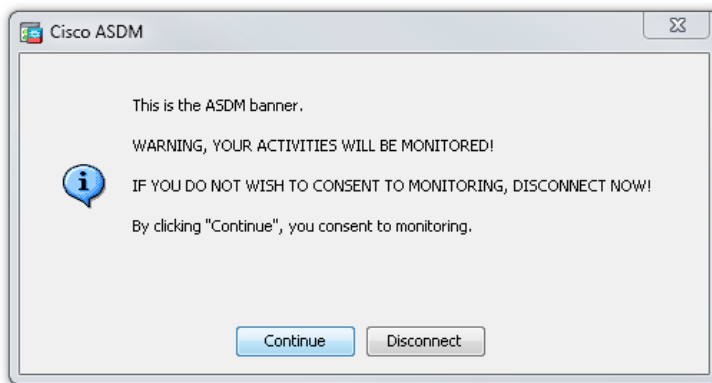 Cisco ASDM
This is the ASDM banner.
WARNING, YOUR ACTIVITIES WILL BE MONITORED!
IF YOU DO NOT WISH TO CONSENT TO MONITORING, DISCONNECT NOW!
By clicking "Continue", you consent to monitoring.
Continue Disconnect